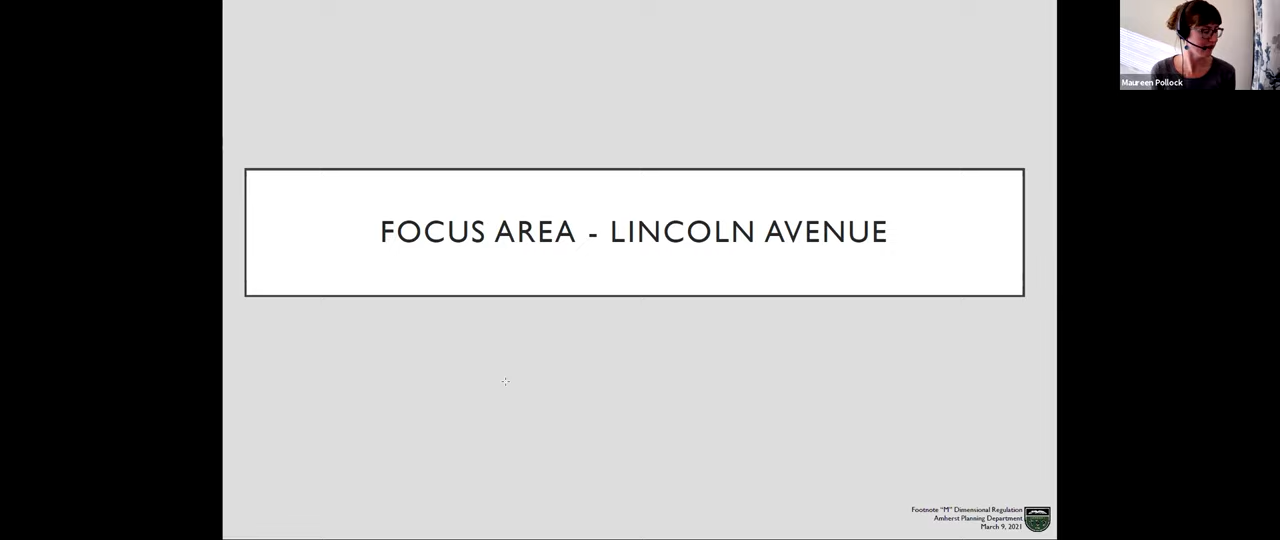 Maureen Pollock
FOCUS AREA - LINCOLN AVENUE
Footnote "M" Dimensional Regulation
Amherst Planning Department
March 9, 2021